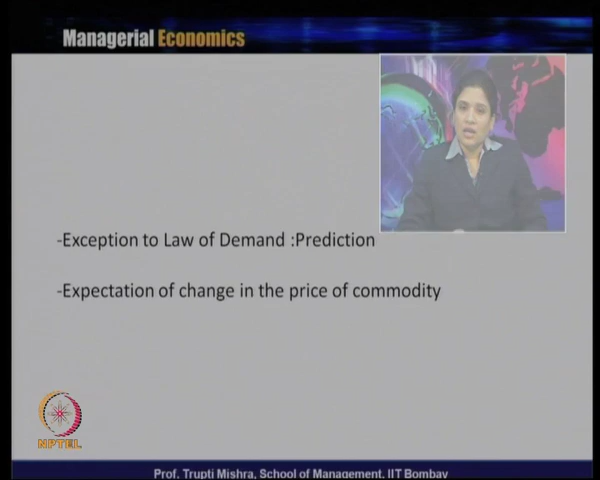 Managerial Economics
-Exception to Law of Demand :Prediction
-Expectation of change in the price of commodity
NPTEL
Prof. Trupti Mishra, School of Management, IIT Bombay